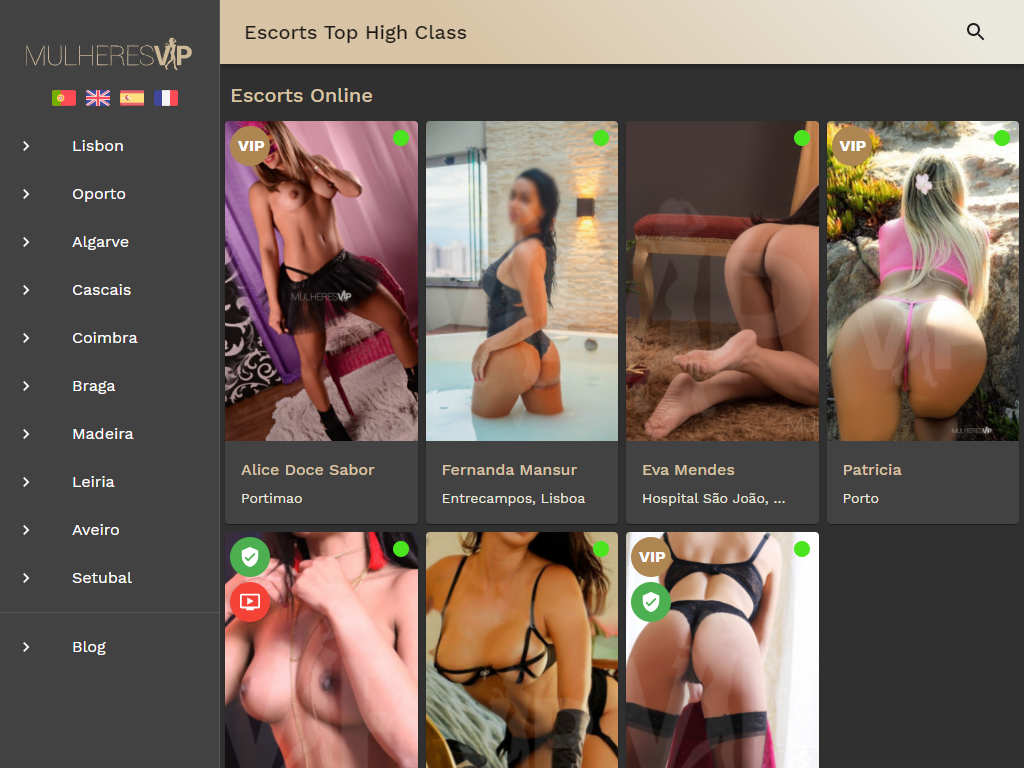 MULHERESVIP
Escorts Top High Class
Lisbon
Oporto
Algarve
Cascais
Coimbra
Braga
Madeira
Leiria
Aveiro
Setubal
Blog
Escorts Online
VIP
MULHERESVIP
VIP
MULHERESVIP
Alice Doce Sabor
Portimao
Fernanda Mansur
Entrecampos, Lisboa
Eva Mendes
Hospital São João, ...
Patricia
Porto
VIP